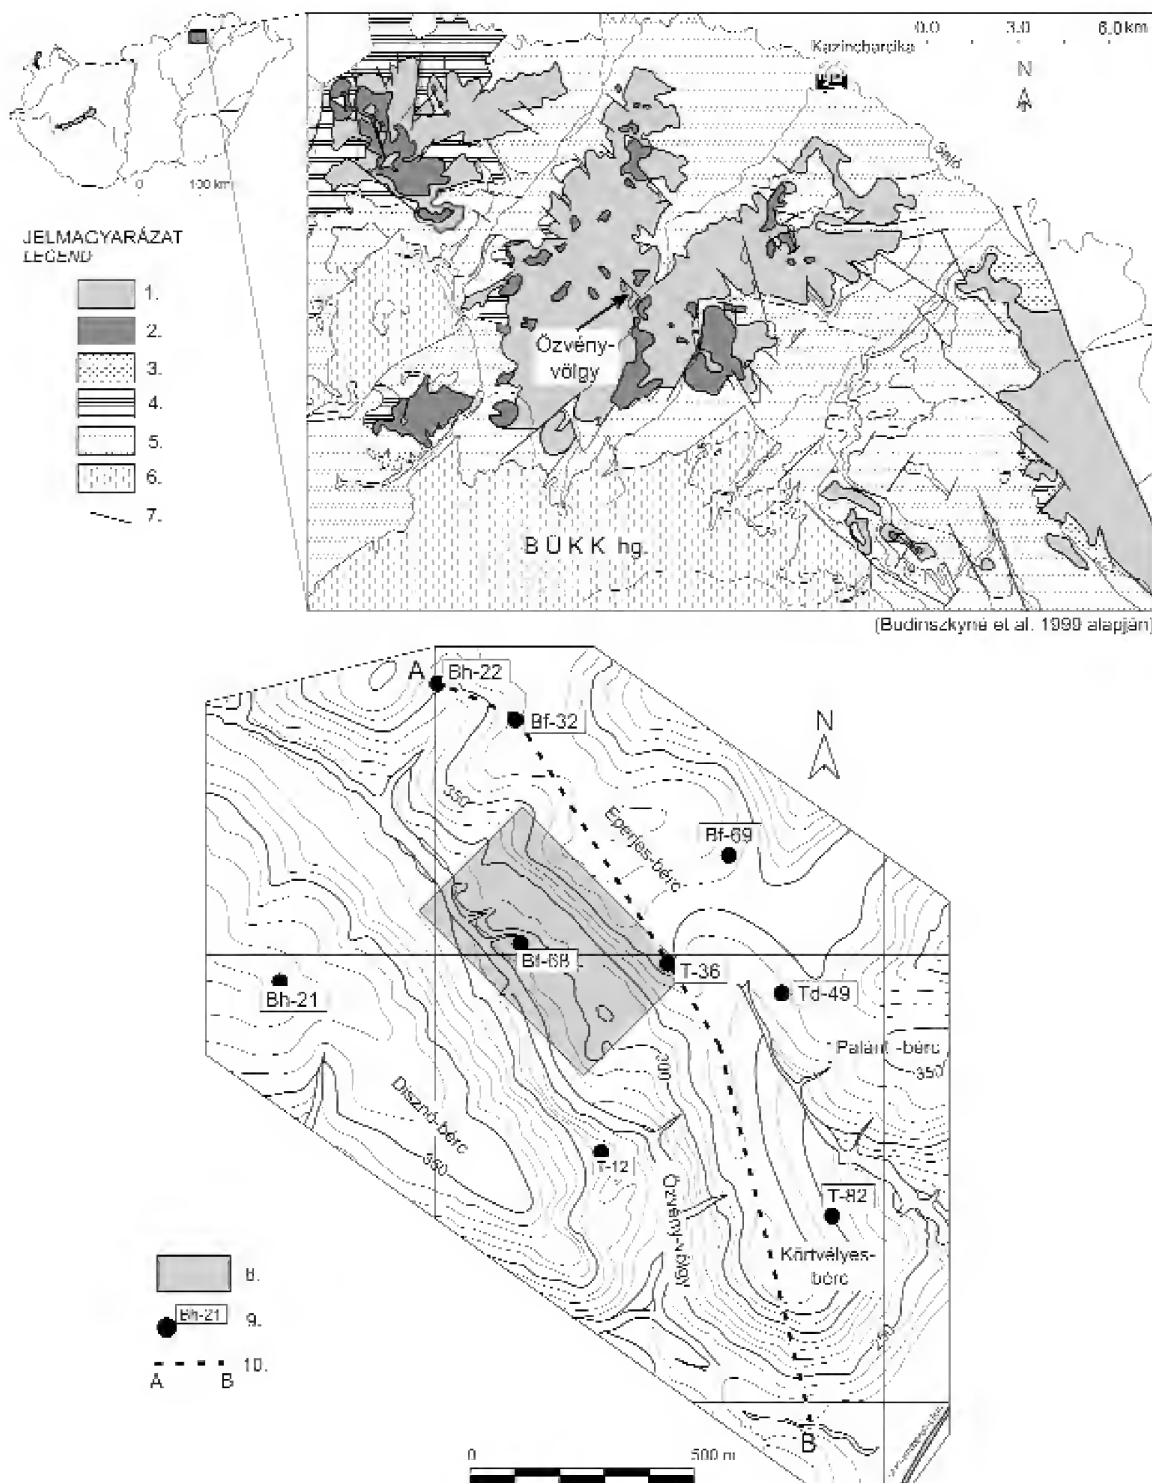 0.0 3.0 6.0 km
Kazincbarcika
N
Sajó
0 100 km
JELMAGYARÁZAT
LEGEND
1.
2.
3.
4.
5.
6.
7.
Özvény-
völgy
BÜKK hg.
(Budinszkyné et al. 1999 alapján)
A
Bh-22
Bf-32
N
350
Eperjes-bérc
Bf-69
Bf-68
T-36
Bh-21
Td-49
300
350
Disznó-bérc
350
T-12
Özvény-völgy
T-82
Körtvélyes-
bérc
250
8.
Bh-21
9.
10.
A B
B
0 500 m